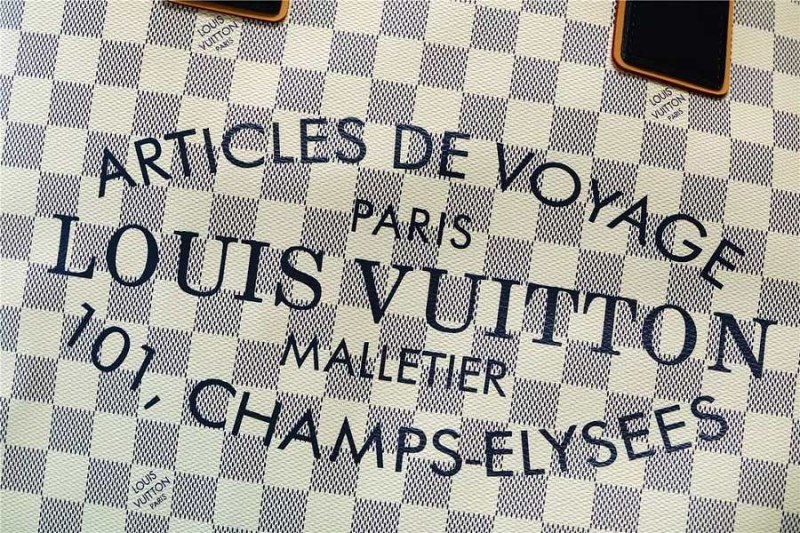 LOUIS
VUITTON
PARIS
LOUIS
VUITTON
PARIS
ARTICLES DE VOYAGE
PARIS
LOUIS VUITTON
MALLETIER
101, CHAMPS-ELYSEES
LOUIS
VUITTON
PARIS